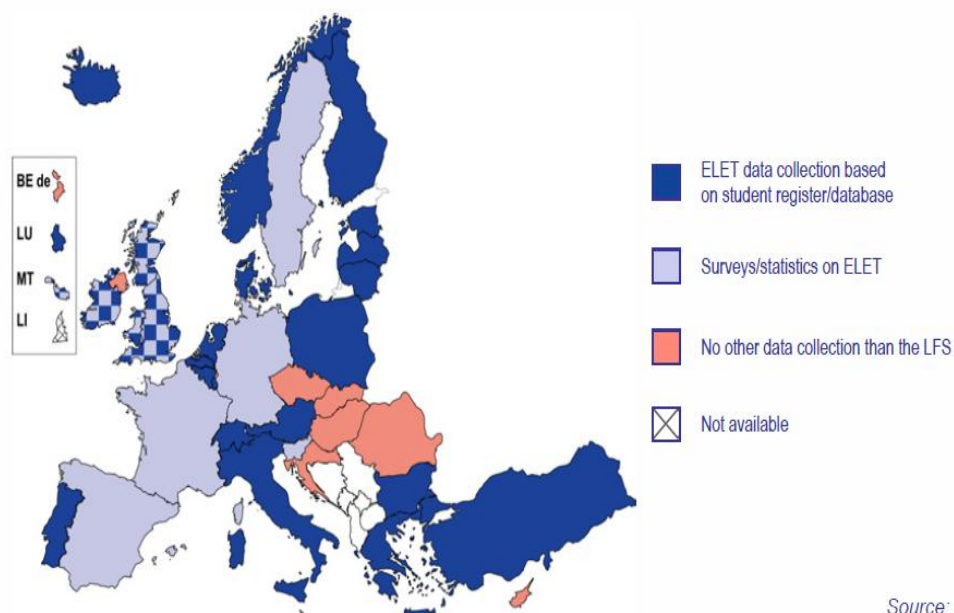 BE de
LU
MT
LI
ELET data collection based
on student register/database
Surveys/statistics on ELET
No other data collection than the LFS
Not available
Source: